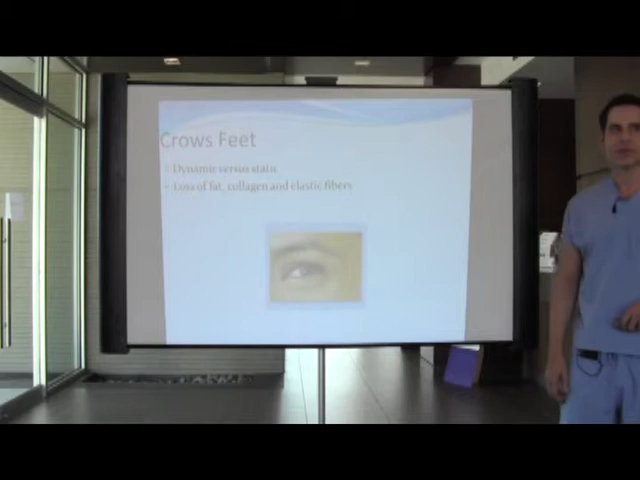 Crows Feet
Dynamic versus static
Loss of fat, collagen and elastic fibers